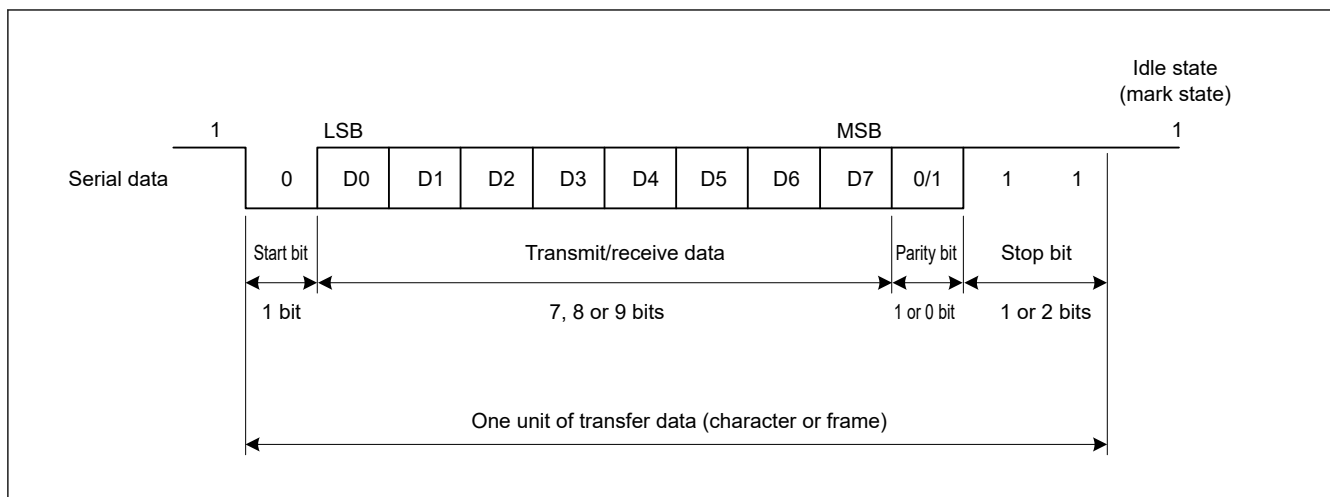 Idle state
(mark state)
1 LSB MSB 1
Serial data 0 D0 D1 D2 D3 D4 D5 D6 D7 0/1 1 1
Start bit Transmit/receive data Parity bit Stop bit
1 bit 7, 8 or 9 bits 1 or 0 bit 1 or 2 bits
One unit of transfer data (character or frame)